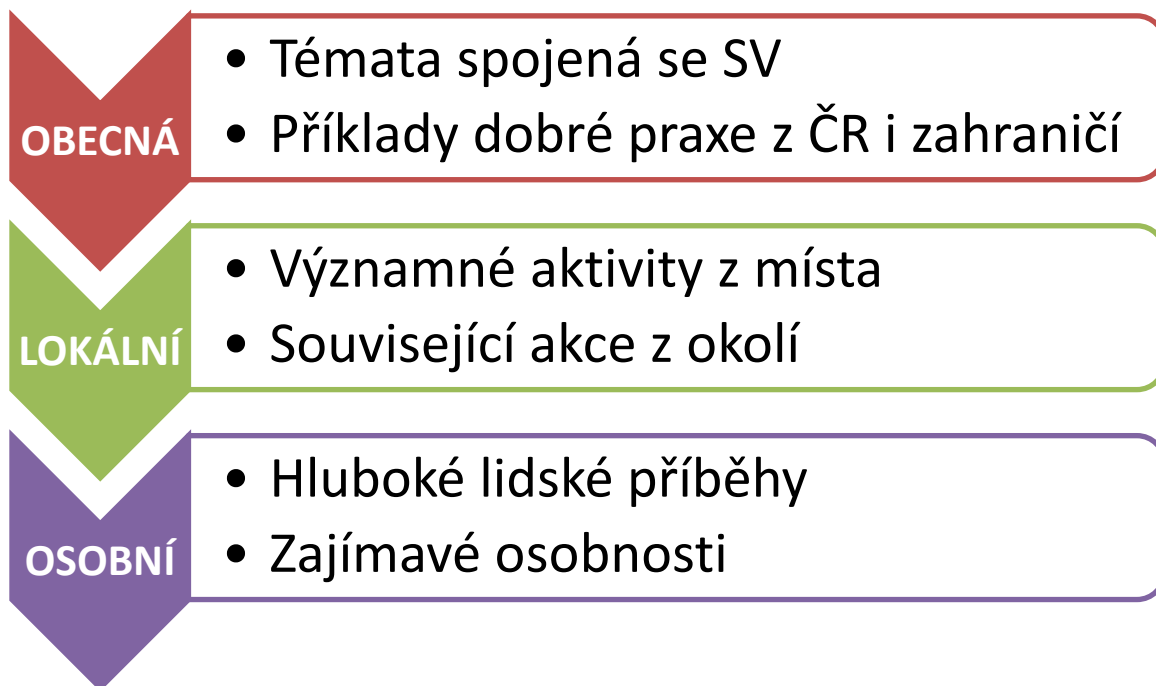 OBECNÁ
• Témata spojená se SV
• Příklady dobré praxe z ČR i zahraničí
LOKÁLNÍ
• Významné aktivity z místa
• Související akce z okolí
OSOBNÍ
• Hluboké lidské příběhy
• Zajímavé osobnosti